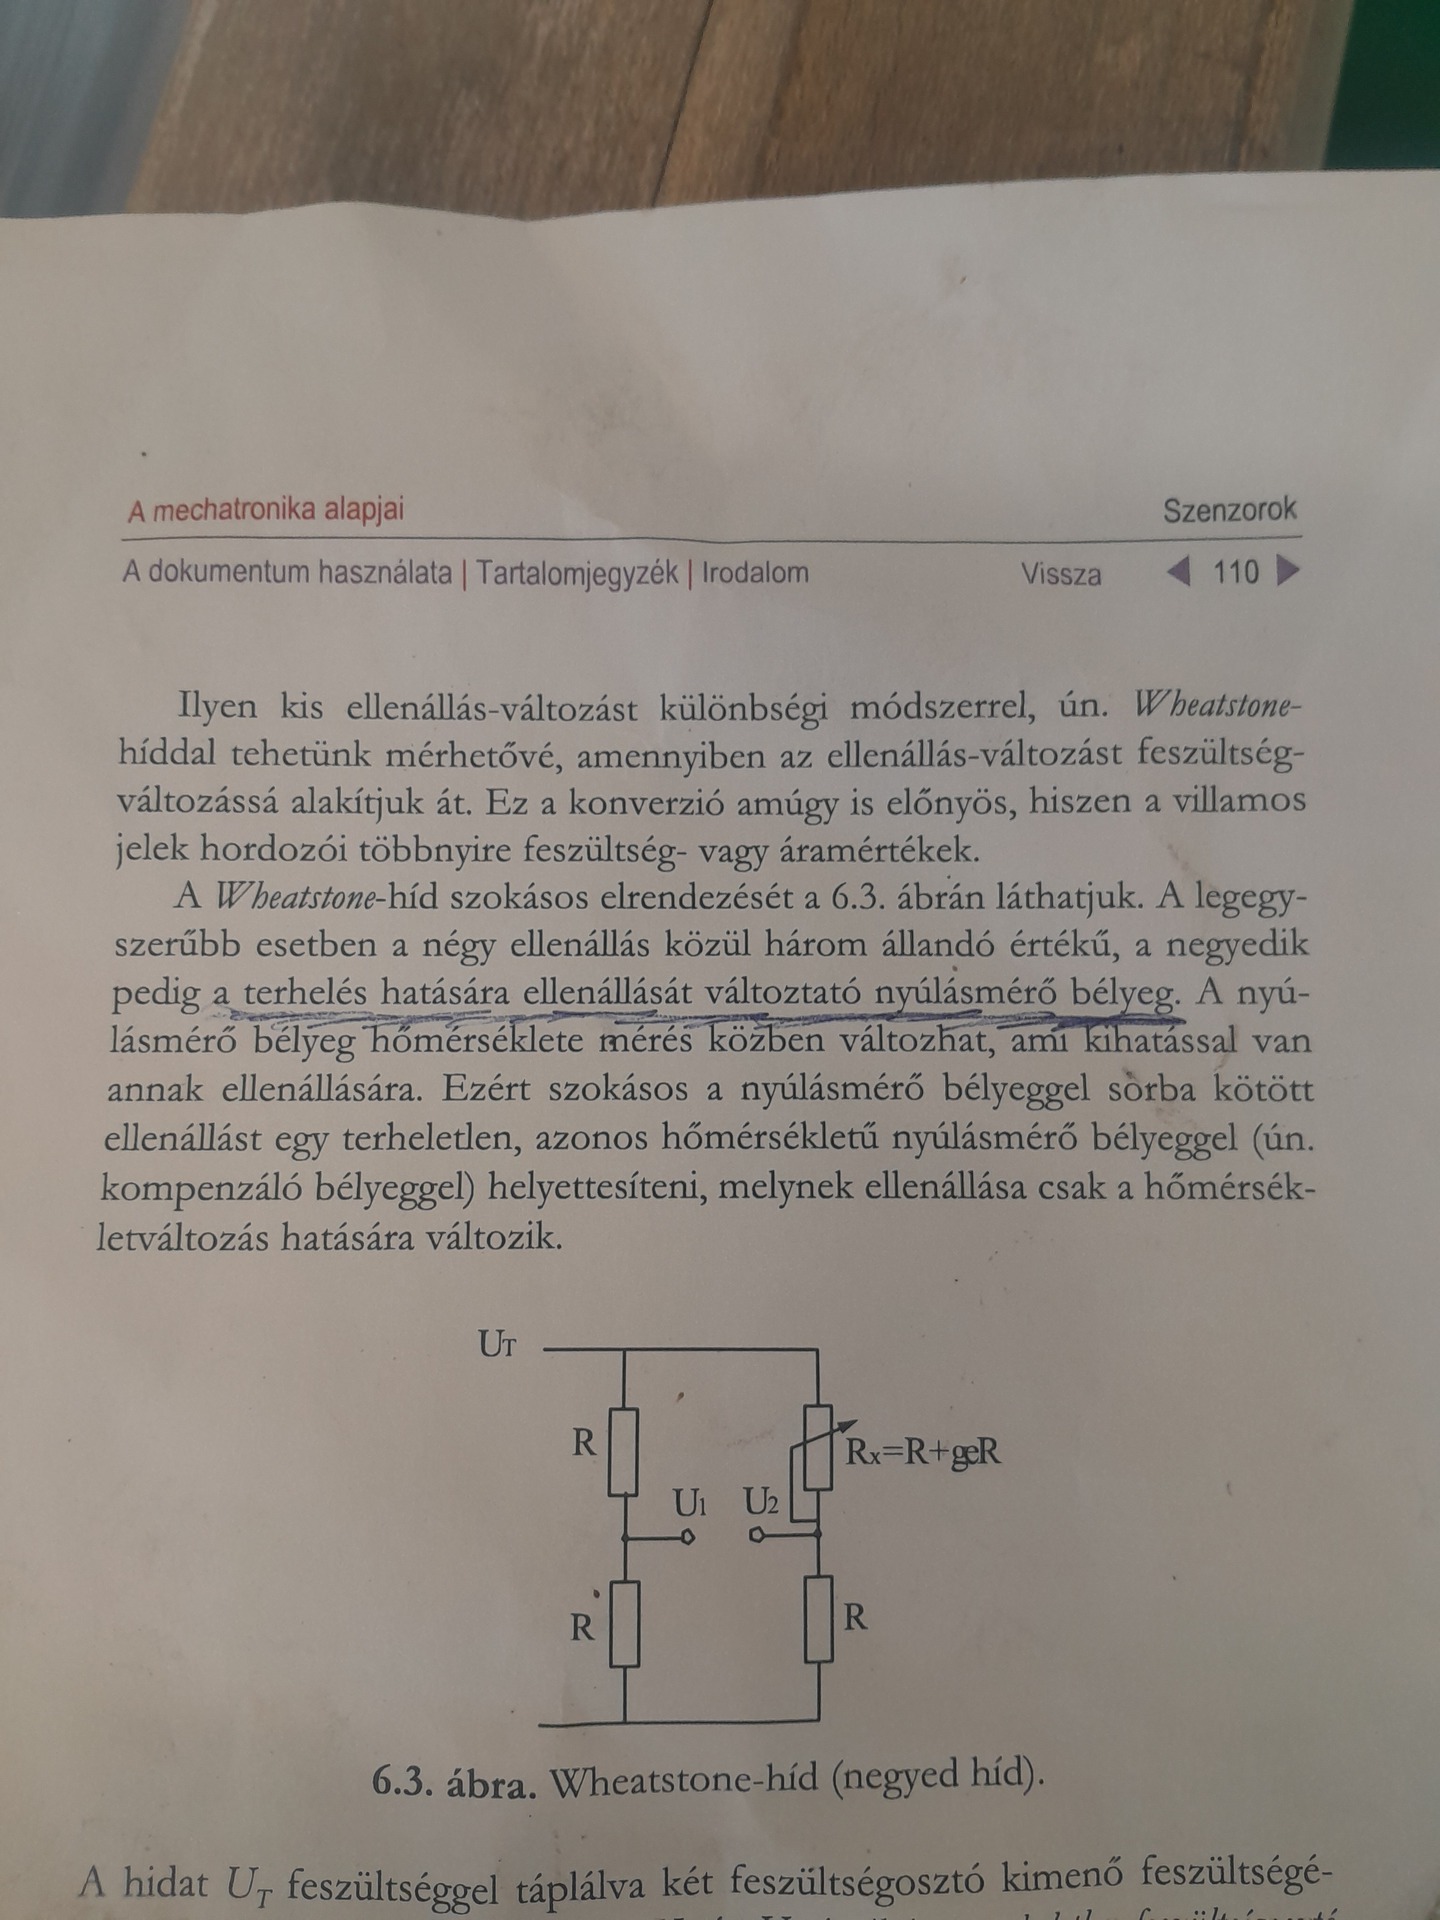 A mechatronika alapjai Szenzorok
A dokumentum használata | Tartalomjegyzék | Irodalom Vissza ◀ 110 ▶
Ilyen kis ellenállás-változást különbségi módszerrel, ún. Wheatstone-
híddal tehetünk mérhetővé, amennyiben az ellenállás-változást feszültség-
változássá alakítjuk át. Ez a konverzió amúgy is előnyös, hiszen a villamos
jelek hordozói többnyire feszültség- vagy áramértékek.
A Wheatstone-híd szokásos elrendezését a 6.3. ábrán láthatjuk. A legegy-
szerűbb esetben a négy ellenállás közül három állandó értékű, a negyedik
pedig a terhelés hatására ellenállását változtató nyúlásmérő bélyeg. A nyú-
lásmérő bélyeg hőmérséklete mérés közben változhat, ami kihatással van
annak ellenállására. Ezért szokásos a nyúlásmérő bélyeggel sorba kötött
ellenállást egy terheletlen, azonos hőmérsékletű nyúlásmérő bélyeggel (ún.
kompenzáló bélyeggel) helyettesíteni, melynek ellenállása csak a hőmérsék-
letváltozás hatására változik.
UT
R Rx=R+geR
U1 U2
R R
6.3. ábra. Wheatstone-híd (negyed híd).
A hidat UT feszültséggel táplálva két feszültségosztó kimenő feszültségé-